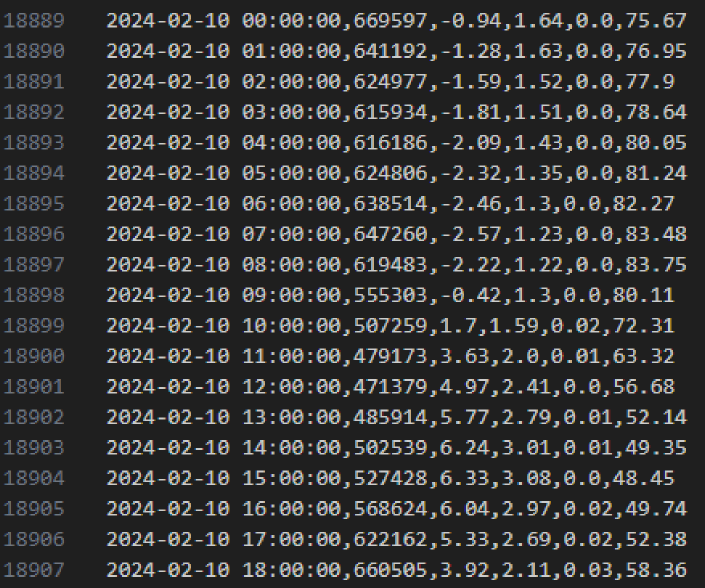 18889 2024-02-10 00:00:00,669597,-0.94,1.64,0.0,75.67
18890 2024-02-10 01:00:00,641192,-1.28,1.63,0.0,76.95
18891 2024-02-10 02:00:00,624977,-1.59,1.52,0.0,77.9
18892 2024-02-10 03:00:00,615934,-1.81,1.51,0.0,78.64
18893 2024-02-10 04:00:00,616186,-2.09,1.43,0.0,80.05
18894 2024-02-10 05:00:00,624806,-2.32,1.35,0.0,81.24
18895 2024-02-10 06:00:00,638514,-2.46,1.3,0.0,82.27
18896 2024-02-10 07:00:00,647260,-2.57,1.23,0.0,83.48
18897 2024-02-10 08:00:00,619483,-2.22,1.22,0.0,83.75
18898 2024-02-10 09:00:00,555303,-0.42,1.3,0.0,80.11
18899 2024-02-10 10:00:00,507259,1.7,1.59,0.02,72.31
18900 2024-02-10 11:00:00,479173,3.63,2.0,0.01,63.32
18901 2024-02-10 12:00:00,471379,4.97,2.41,0.0,56.68
18902 2024-02-10 13:00:00,485914,5.77,2.79,0.01,52.14
18903 2024-02-10 14:00:00,502539,6.24,3.01,0.01,49.35
18904 2024-02-10 15:00:00,527428,6.33,3.08,0.0,48.45
18905 2024-02-10 16:00:00,568624,6.04,2.97,0.02,49.74
18906 2024-02-10 17:00:00,622162,5.33,2.69,0.02,52.38
18907 2024-02-10 18:00:00,660505,3.92,2.11,0.03,58.36